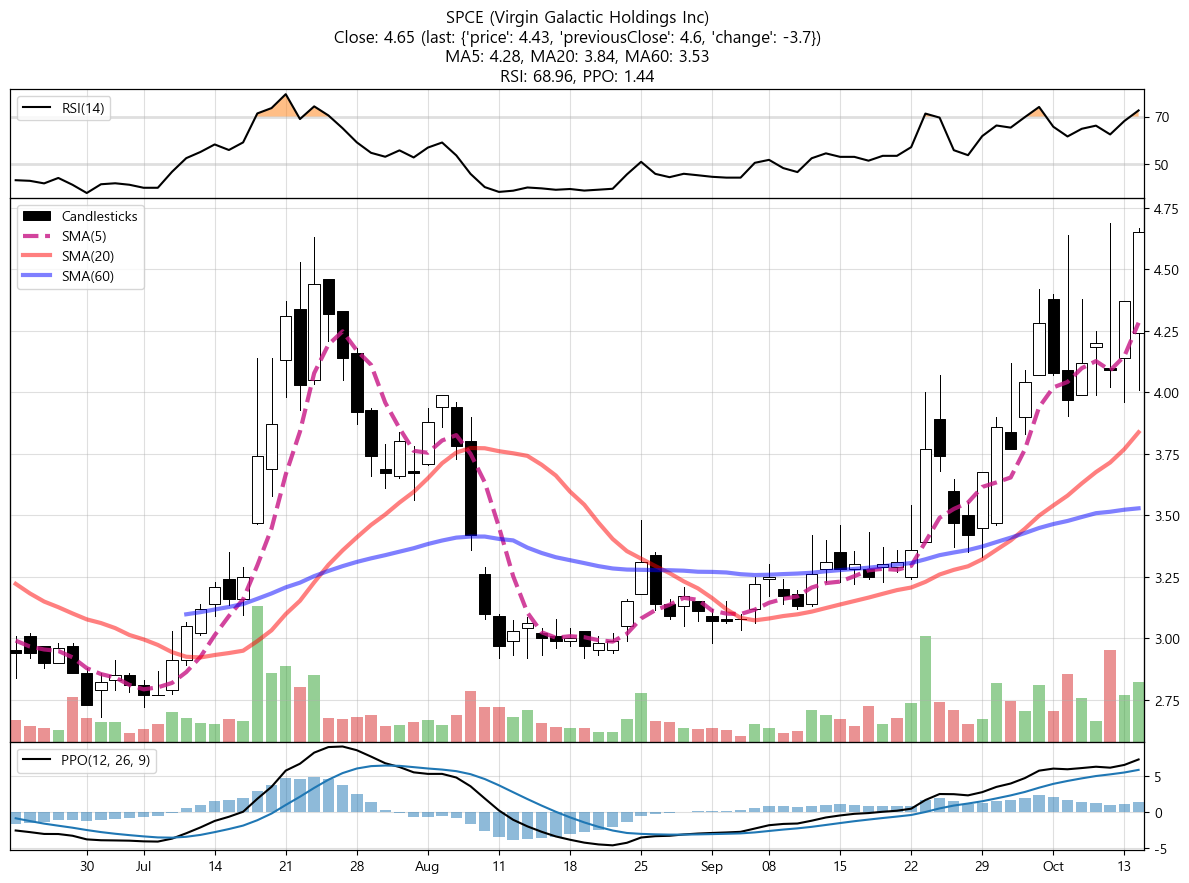 SPCE (Virgin Galactic Holdings Inc)
Close: 4.65 (last: {'price': 4.43, 'previousClose': 4.6, 'change': -3.7})
MA5: 4.28, MA20: 3.84, MA60: 3.53
RSI: 68.96, PPO: 1.44
RSI(14)
70
50
Candlesticks
SMA(5)
SMA(20)
SMA(60)
4.75
4.50
4.25
4.00
3.75
3.50
3.25
3.00
2.75
PPO(12, 26, 9)
5
0
-5
30 Jul 14 21 28 Aug 11 18 25 Sep 08 15 22 29 Oct 13